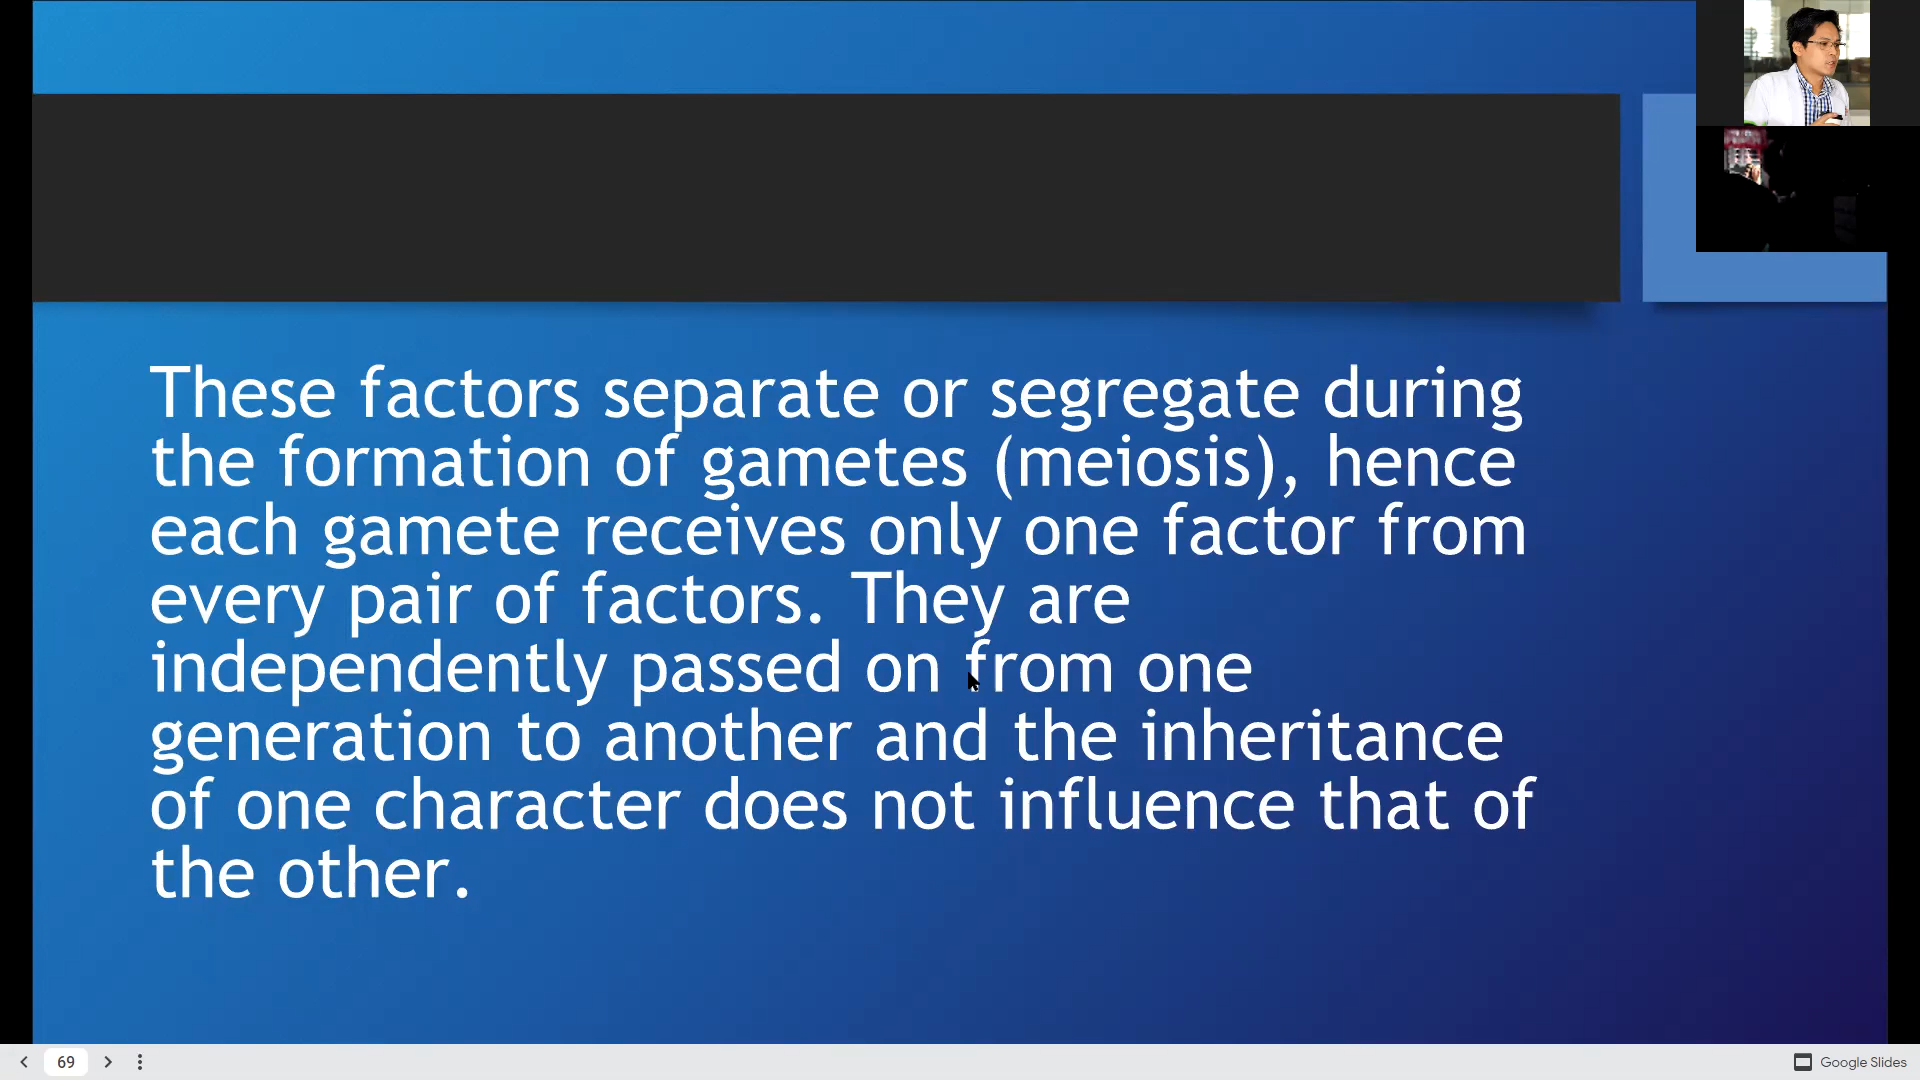 These factors separate or segregate during
the formation of gametes (meiosis), hence
each gamete receives only one factor from
every pair of factors. They are
independently passed on from one
generation to another and the inheritance
of one character does not influence that of
the other.
69
Google Slides